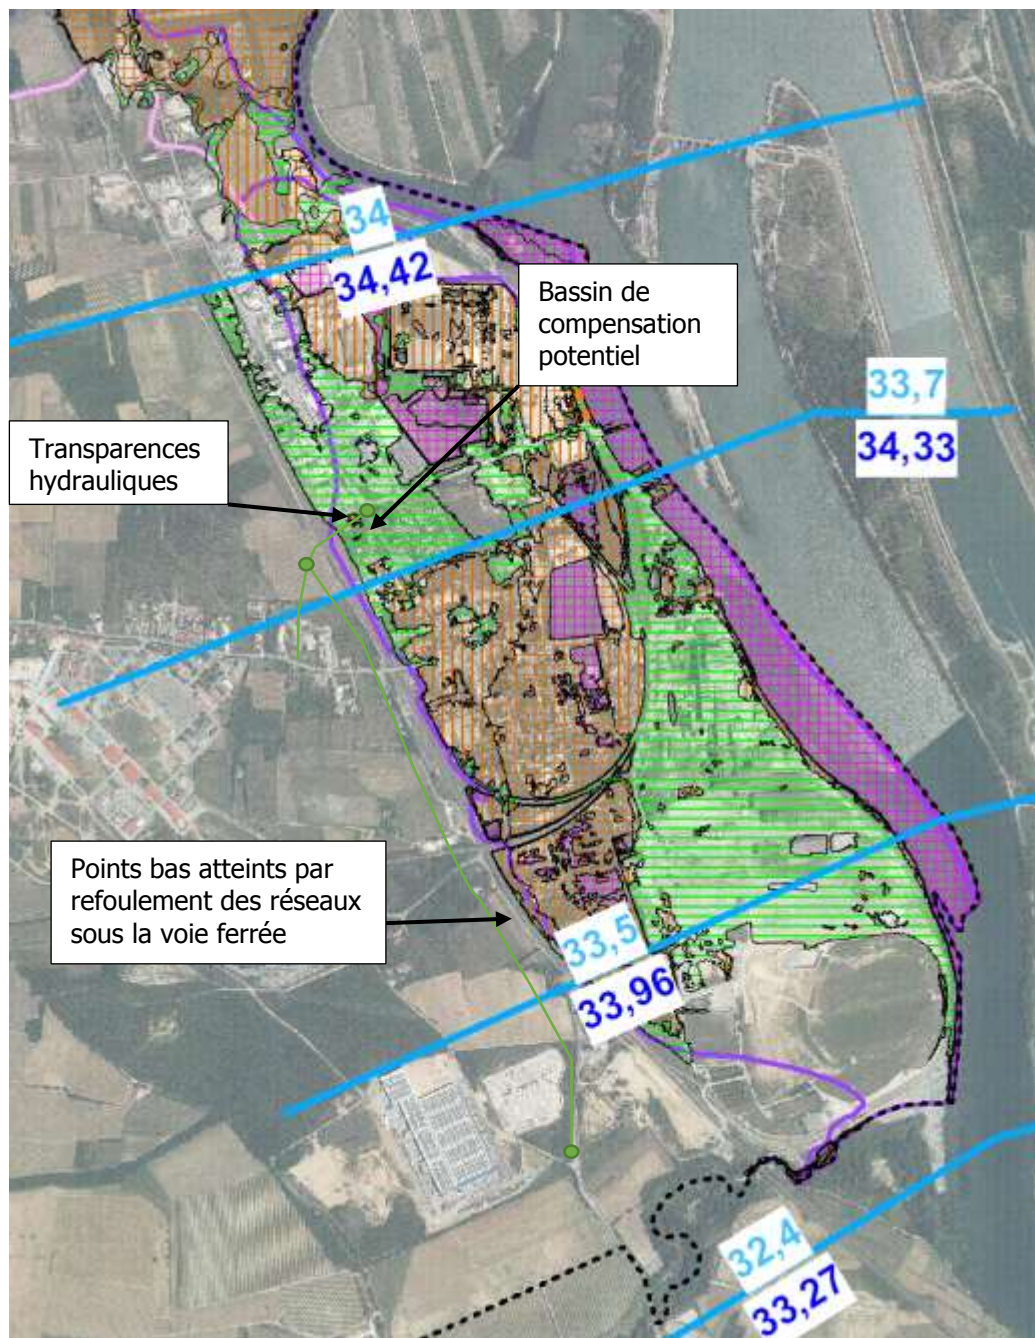 34
34,42
Bassin de
compensation
potentiel
33,7
34,33
Transparences
hydrauliques
Points bas atteints par
refoulement des réseaux
sous la voie ferrée
33,5
33,96
32,4
33,27